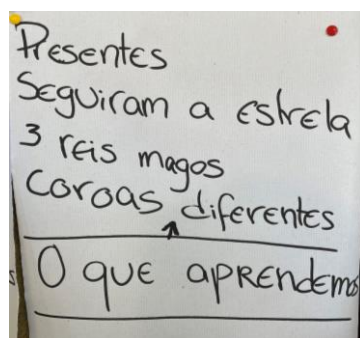 Presentes
Seguiram a estrela
3 reis magos
Coroas diferentes
O que aprendemos